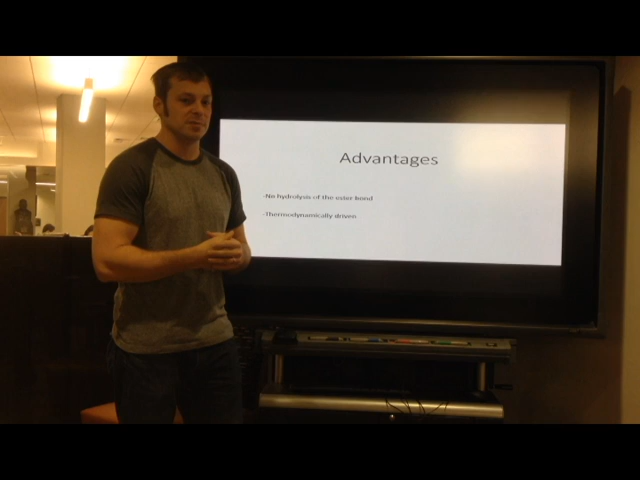 Advantages
-No hydrolysis of the ester bond
-Thermodynamically driven